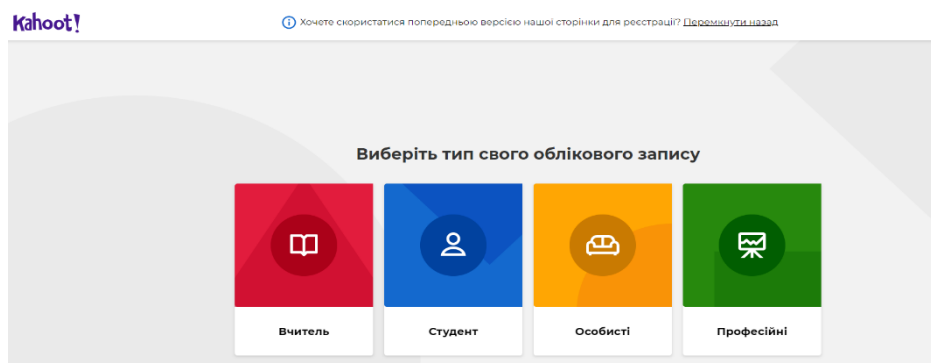 Kahoot!
Хочете скористатися попередньою версією нашої сторінки для реєстрації? Перемкнути назад
Виберіть тип свого облікового запису
Вчитель
Студент
Особисті
Професійні